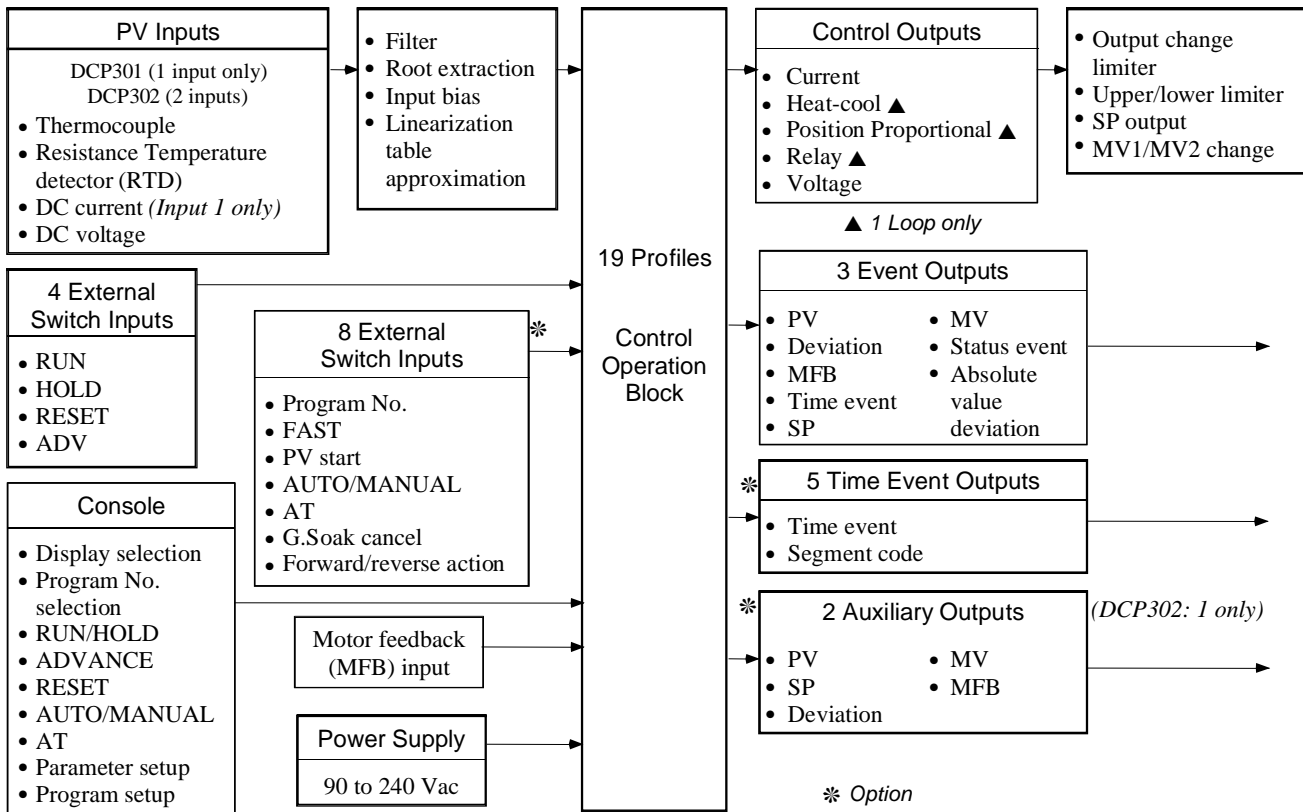 PV Inputs
DCP301 (1 input only)
DCP302 (2 inputs)
• Thermocouple
• Resistance Temperature
detector (RTD)
• DC current (Input 1 only)
• DC voltage
• Filter
• Root extraction
• Input bias
• Linearization
table
approximation
4 External
Switch Inputs
• RUN
• HOLD
• RESET
• ADV
8 External
Switch Inputs
❊
• Program No.
• FAST
• PV start
• AUTO/MANUAL
• AT
• G.Soak cancel
• Forward/reverse action
Console
• Display selection
• Program No.
selection
• RUN/HOLD
• ADVANCE
• RESET
• AUTO/MANUAL
• AT
• Parameter setup
• Program setup
Motor feedback
(MFB) input
Power Supply
90 to 240 Vac
19 Profiles
Control
Operation
Block
Control Outputs
• Current
• Heat-cool ▲
• Position Proportional ▲
• Relay ▲
• Voltage
▲ 1 Loop only
• Output change
limiter
• Upper/lower limiter
• SP output
• MV1/MV2 change
3 Event Outputs
• PV
• Deviation
• MFB
• Time event
• SP
• MV
• Status event
• Absolute
value
deviation
❊
5 Time Event Outputs
• Time event
• Segment code
❊
2 Auxiliary Outputs
(DCP302: 1 only)
• PV
• SP
• Deviation
• MV
• MFB
❊ Option